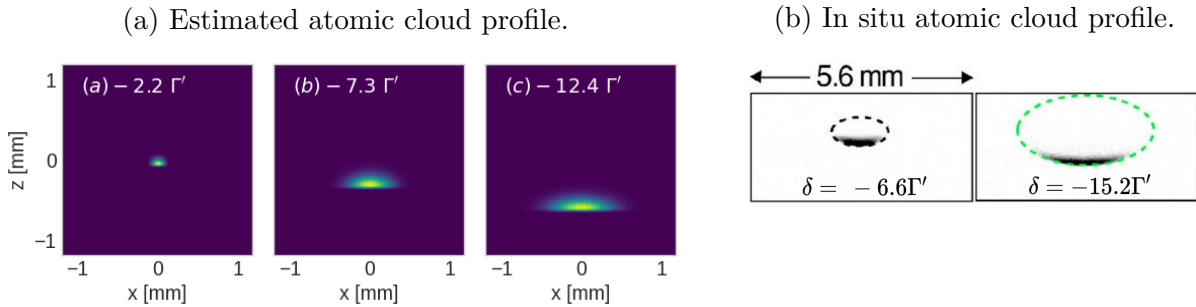 (a) Estimated atomic cloud profile.
(b) In situ atomic cloud profile.
(a) − 2.2 Γ′
(b) − 7.3 Γ′
(c) − 12.4 Γ′
1
0
−1
z [mm]
−1 0 1
−1 0 1
−1 0 1
x [mm]
x [mm]
x [mm]
5.6 mm
δ = − 6.6Γ′
δ = −15.2Γ′